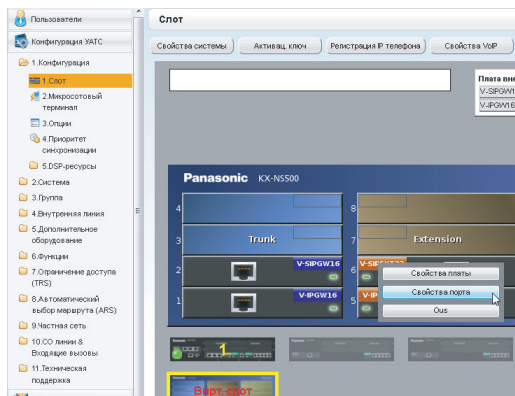 Пользователи
Слот
Конфигурация УАТС
Свойства системы
Активац. ключ
Регистрация IP телефона
Свойства VoIP
1.Конфигурация
1.Слот
2.Микросотовый
терминал
3.Опции
4.Приоритет
синхронизации
5.DSP-ресурсы
2.Система
3.Группа
4.Внутренняя линия
5.Дополнительное
оборудование
6.Функции
7.Ограничение доступа
(TRS)
8.Автоматический
выбор маршрута (ARS)
9.Частная сеть
10.CO линии &
Входящие вызовы
11.Техническая
поддержка
Плата вне
V-SIPGW1
V-IPGW16
Panasonic KX-NS500
4
8
3
Trunk
7
Extension
2
V-SIPGW16
6
Свойства платы
Свойства порта
1
V-IPGW16
5
V-IP
Ous
1
Вирт. слот